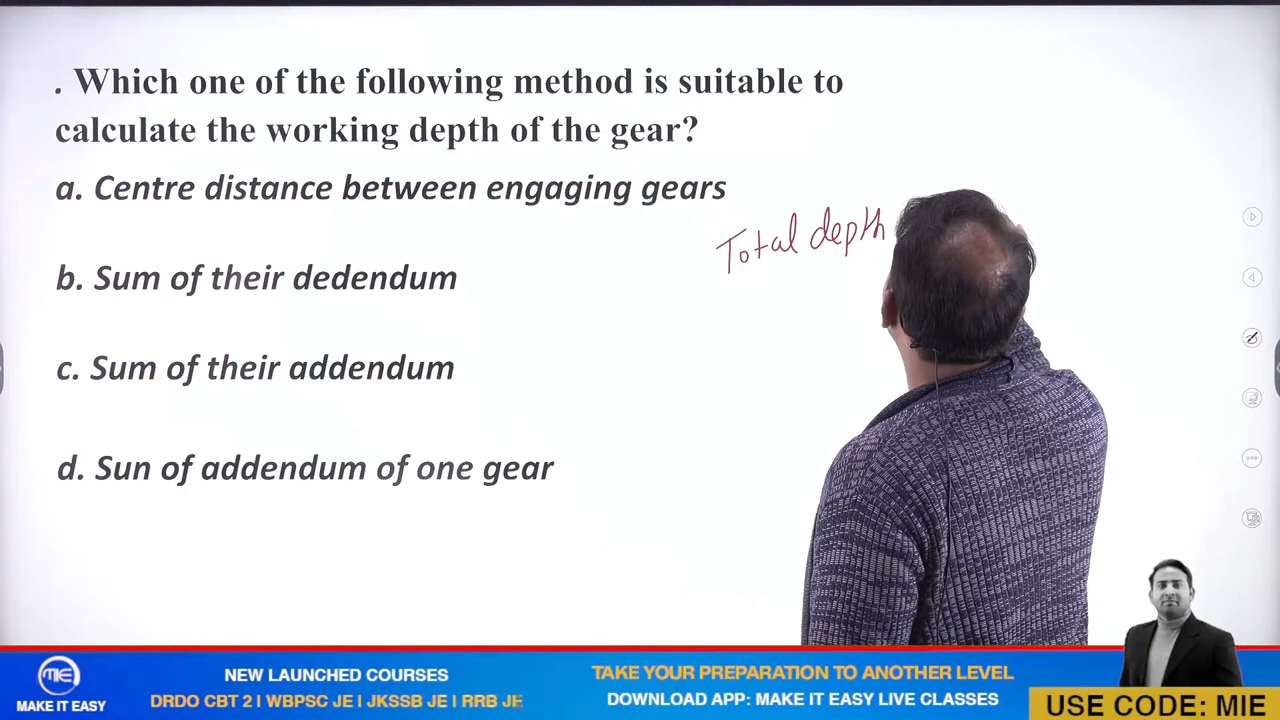 . Which one of the following method is suitable to
calculate the working depth of the gear?
a. Centre distance between engaging gears
Total depth
b. Sum of their dedendum
c. Sum of their addendum
d. Sun of addendum of one gear
MIE
MAKE IT EASY
NEW LAUNCHED COURSES
DRDO CBT 2 I WBPSC JE I JKSSB JE I RRB JE
TAKE YOUR PREPARATION TO ANOTHER LEVEL
DOWNLOAD APP: MAKE IT EASY LIVE CLASSES
USE CODE: MIE